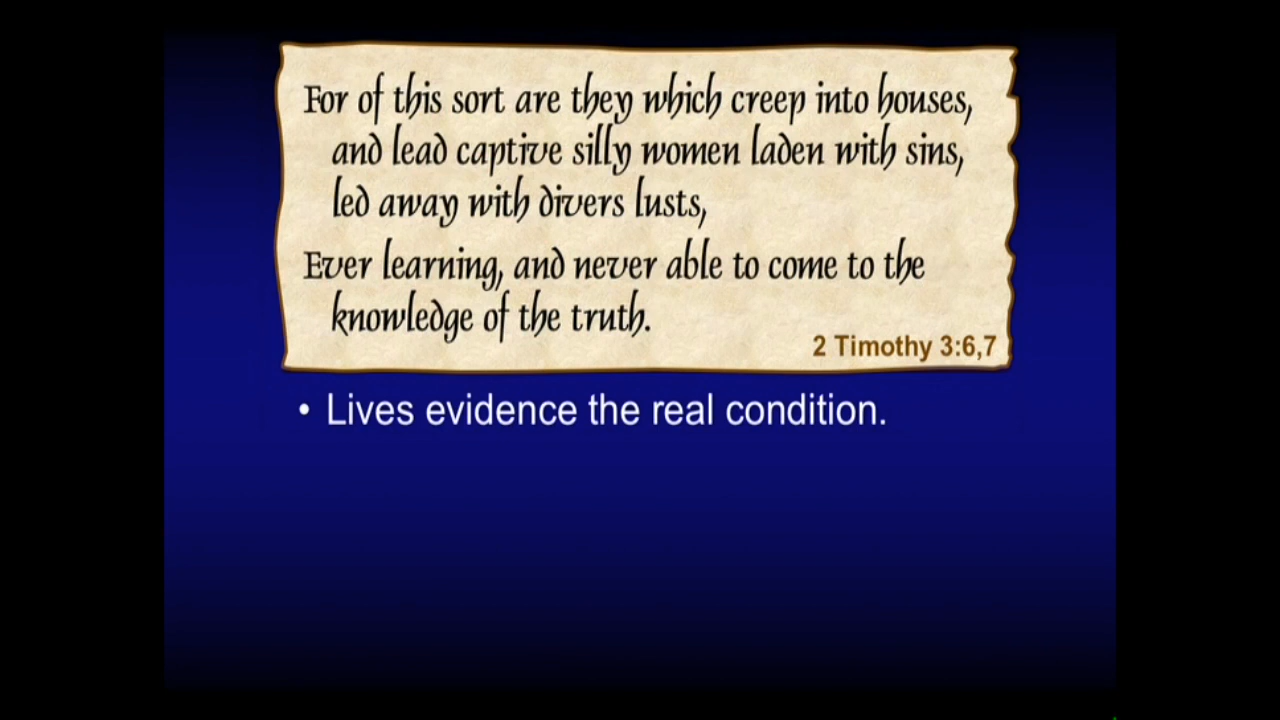 For of this sort are they which creep into houses,
and lead captive silly women laden with sins,
led away with divers lusts,
Ever learning, and never able to come to the
knowledge of the truth.
2 Timothy 3:6,7
• Lives evidence the real condition.